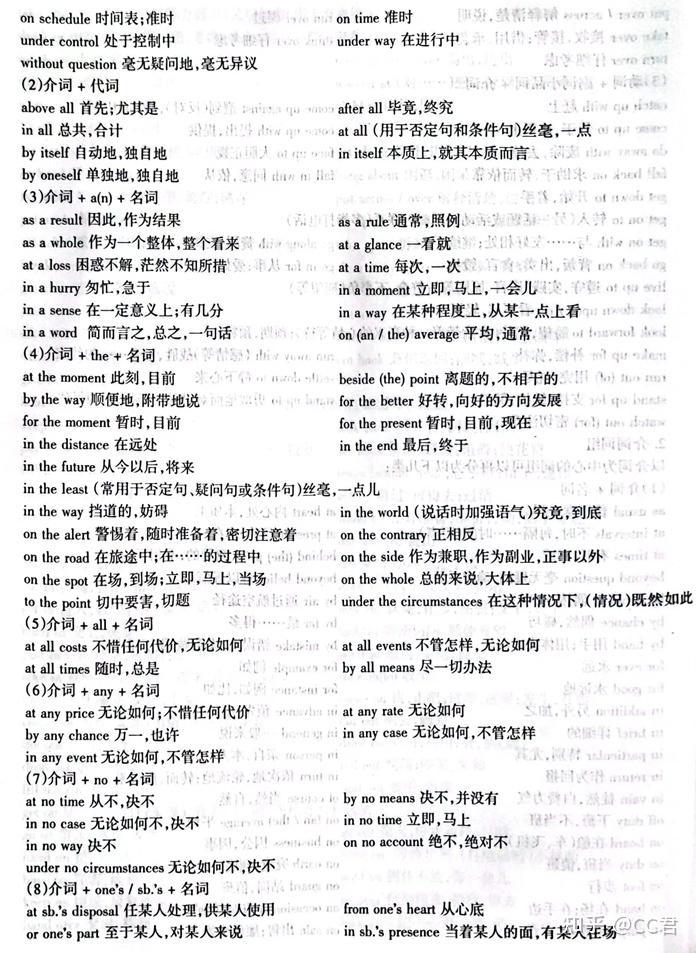 on schedule 时间表;准时 on time 准时
under control 处于控制中 under way 在进行中
without question 毫无疑问地,毫无异议
(2)介词 + 代词
above all 首先;尤其是 after all 毕竟,终究
in all 总共,合计 at all (用于否定句和条件句)丝毫,一点
by itself 自动地,独自地 in itself 本质上,就其本质而言
by oneself 单独地,独自地
(3)介词 + a(n) + 名词
as a result 因此,作为结果 as a rule 通常,照例
as a whole 作为一个整体,整个看来 at a glance 一看就
at a loss 困惑不解,茫然不知所措 at a time 每次,一次
in a hurry 匆忙,急于 in a moment 立即,马上,一会儿
in a sense 在一定意义上;有几分 in a way 在某种程度上,从某一点上看
in a word 简而言之,总之,一句话 on (an / the) average 平均,通常
(4)介词 + the + 名词
at the moment 此刻,目前 beside (the) point 离题的,不相干的
by the way 顺便地,附带地说 for the better 好转,向好的方向发展
for the moment 暂时,目前 for the present 暂时,目前,现在
in the distance 在远处 in the end 最后,终于
in the future 从今以后,将来
in the least (常用于否定句、疑问句或条件句)丝毫,一点儿
in the way 挡道的,妨碍 in the world (说话时加强语气)究竟,到底
on the alert 警惕着,随时准备着,密切注意着 on the contrary 正相反
on the road 在旅途中;在……的过程中 on the side 作为兼职,作为副业,正事以外
on the spot 在场,到场;立即,马上,当场 on the whole 总的来说,大体上
to the point 切中要害,切题 under the circumstances 在这种情况下,(情况)既然如此
(5)介词 + all + 名词
at all costs 不惜任何代价,无论如何 at all events 不管怎样,无论如何
at all times 随时,总是 by all means 尽一切办法
(6)介词 + any + 名词
at any price 无论如何;不惜任何代价 at any rate 无论如何
by any chance 万一,也许 in any case 无论如何,不管怎样
in any event 无论如何,不管怎样
(7)介词 + no + 名词
at no time 从不,决不 by no means 决不,并没有
in no case 无论如何不,决不 in no time 立即,马上
in no way 决不 on no account 绝不,绝对不
under no circumstances 无论如何不,决不
(8)介词 + one's / sb.'s + 名词
at sb.'s disposal 任某人处理,供某人使用 from one's heart 从心底
or one's part 至于某人,对某人来说 in sb.'s presence 当着某人的面,有某人在场
知乎 @CC君